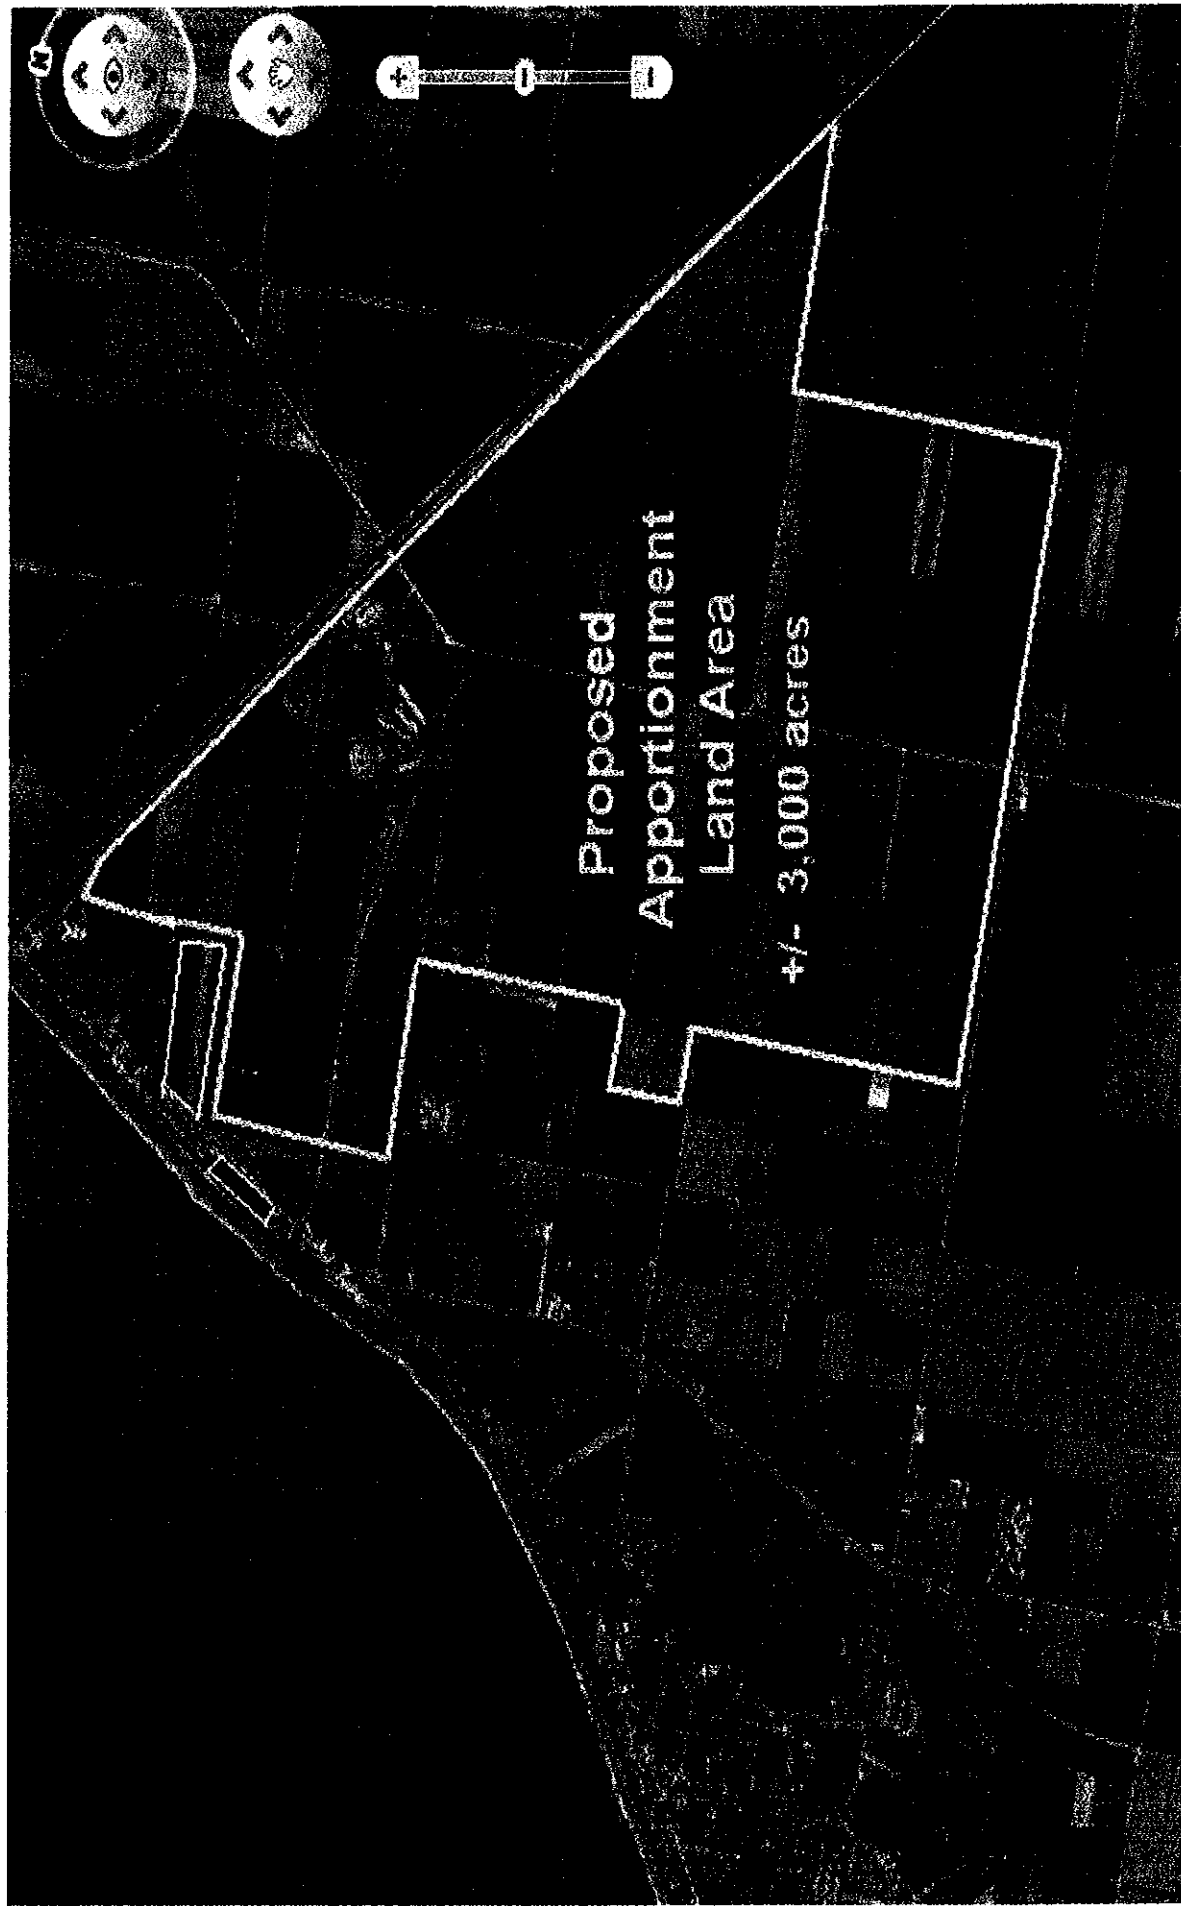 Proposed
Apportionment
Land Area
+/- 3,000 acres
N